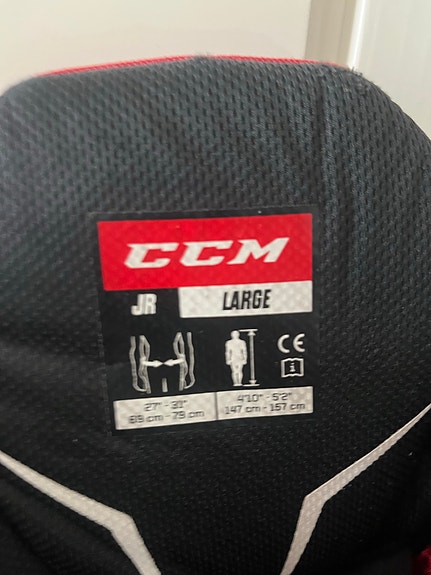 CCM
JR LARGE
CE
i
27" - 31" 4'10" - 5'2"
69 cm - 79 cm 147 cm - 157 cm